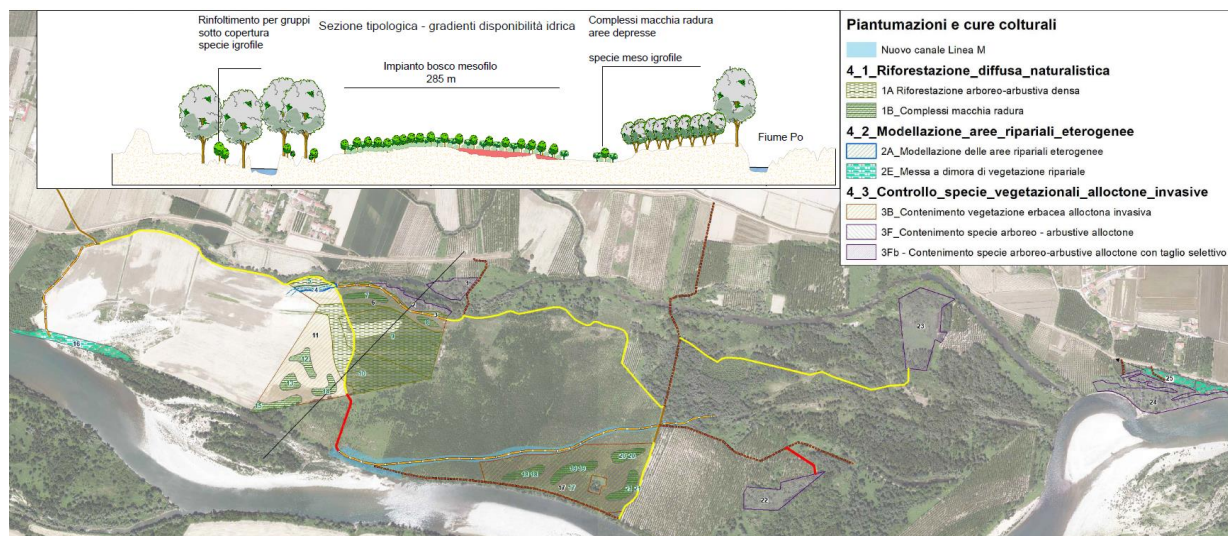 Rinfoltimento per gruppi
sotto copertura
specie igrofile
Sezione tipologica - gradienti disponibilità idrica
Impianto bosco mesofilo
285 m
Complessi macchia radura
aree depresse
specie meso igrofile
Fiume Po
Piantumazioni e cure colturali
Nuovo canale Linea M
4_1_Riforestazione_diffusa_naturalistica
1A Riforestazione arboreo-arbustiva densa
1B_Complessi macchia radura
4_2_Modellazione_aree_ripariali_eterogenee
2A_Modellazione delle aree ripariali eterogenee
2E_Messa a dimora di vegetazione ripariale
4_3_Controllo_specie_vegetazionali_alloctone_invasive
3B_Contenimento vegetazione erbacea alloctona invasiva
3F_Contenimento specie arboreo - arbustive alloctone
3Fb - Contenimento specie arboreo-arbustive alloctone con taglio selettivo
11
16
23
25
24
22